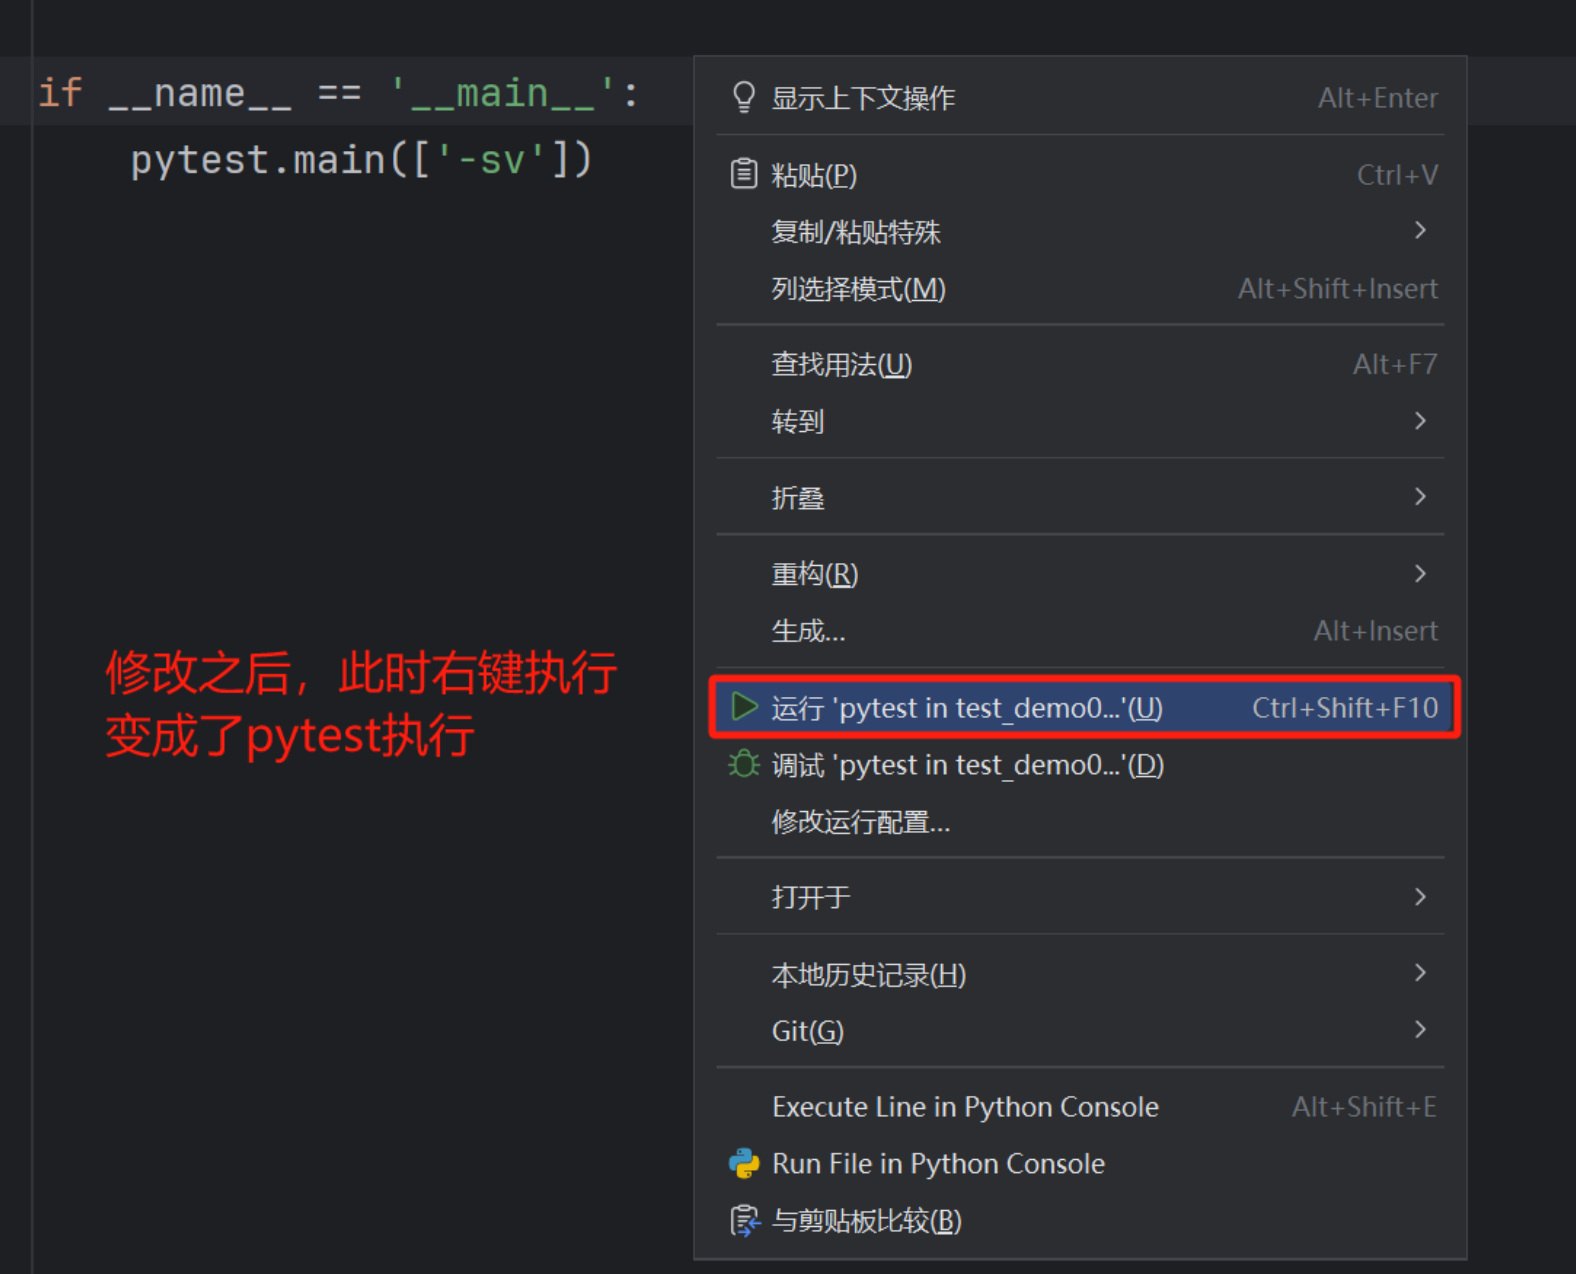 if __name__ == '__main__':
pytest.main(['-sv'])
修改之后，此时右键执行
变成了pytest执行
显示上下文操作 Alt+Enter
粘贴(P) Ctrl+V
复制/粘贴特殊
列选择模式(M) Alt+Shift+Insert
查找用法(U) Alt+F7
转到
折叠
重构(R)
生成... Alt+Insert
运行 'pytest in test_demo0...'(U) Ctrl+Shift+F10
调试 'pytest in test_demo0...'(D)
修改运行配置...
打开于
本地历史记录(H)
Git(G)
Execute Line in Python Console Alt+Shift+E
Run File in Python Console
与剪贴板比较(B)